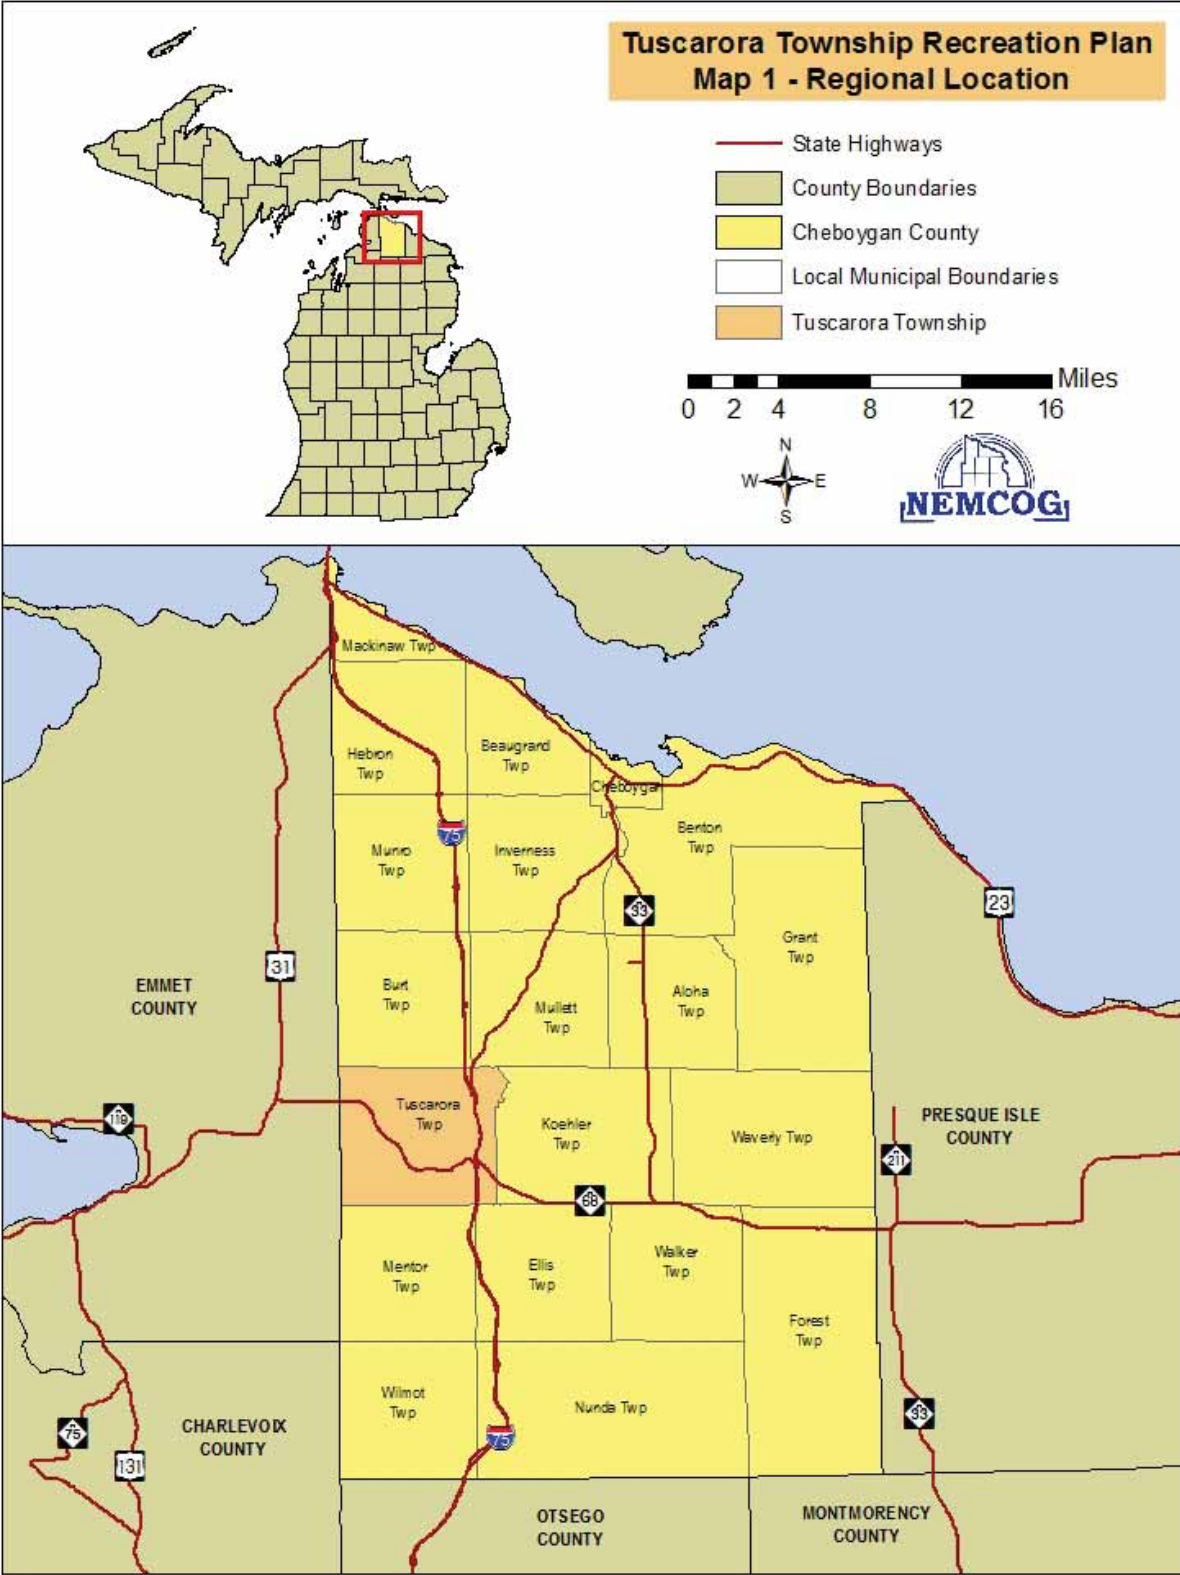 Tuscarora Township Recreation Plan
Map 1 - Regional Location
State Highways
County Boundaries
Cheboygan County
Local Municipal Boundaries
Tuscarora Township
Miles
0 2 4 8 12 16
N
W E
S
NEMCOG
Mackinaw Twp
Hebron
Twp
Beaugrand
Twp
Cheboygan
75
Munro
Twp
Inverness
Twp
Benton
Twp
33
23
Grant
Twp
31
EMMET
COUNTY
Burt
Twp
Mullett
Twp
Aloha
Twp
119
Tuscarora
Twp
Koehler
Twp
Waverly Twp
PRESQUE ISLE
COUNTY
211
68
Mentor
Twp
Ellis
Twp
Walker
Twp
Forest
Twp
Wilmot
Twp
Nunda Twp
33
75
CHARLEVOIX
COUNTY
75
131
OTSEGO
COUNTY
MONTMORENCY
COUNTY